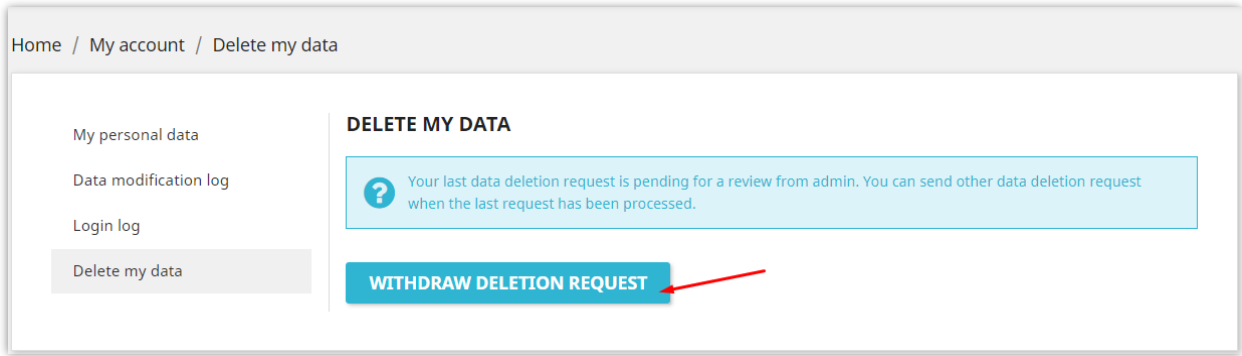 Home / My account / Delete my data
My personal data
Data modification log
Login log
Delete my data
DELETE MY DATA
Your last data deletion request is pending for a review from admin. You can send other data deletion request
when the last request has been processed.
WITHDRAW DELETION REQUEST